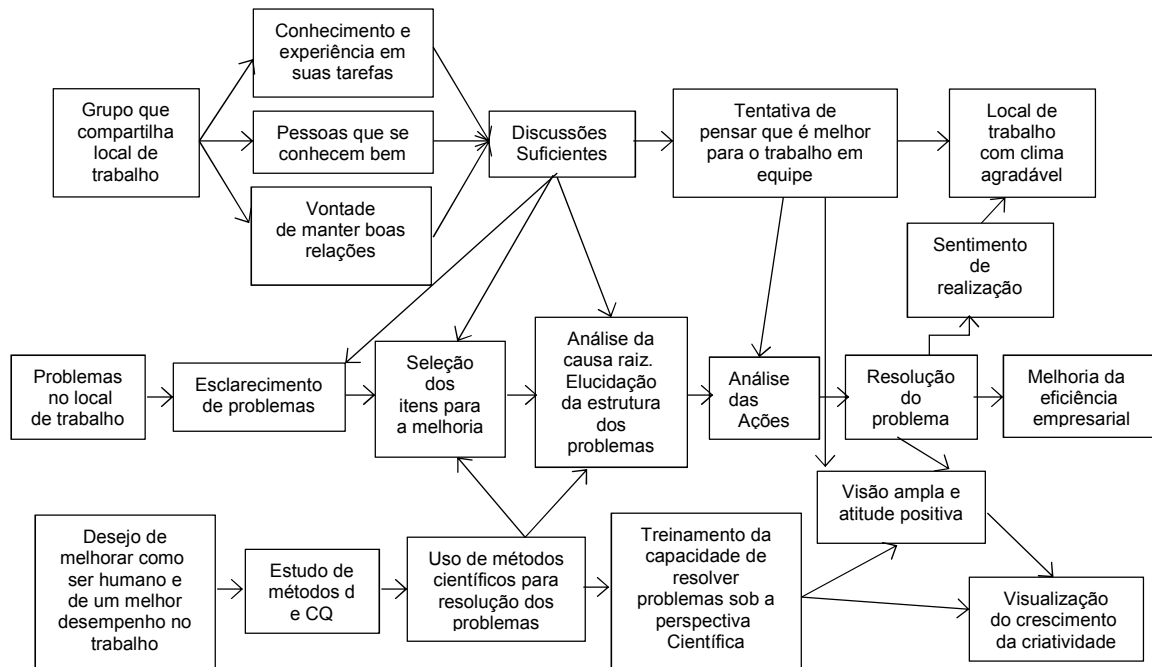 Conhecimento e
experiência em
suas tarefas
Grupo que
compartilha
local de
trabalho
Pessoas que se
conhecem bem
Vontade
de manter boas
relações
Discussões
Suficientes
Tentativa de
pensar que é melhor
para o trabalho em
equipe
Local de
trabalho
com clima
agradável
Sentimento
de
realização
Problemas
no local
de trabalho
Esclarecimento
de problemas
Seleção
dos
itens para
a melhoria
Análise da
causa raiz.
Elucidação
da estrutura
dos
problemas
Análise
das
Ações
Resolução
do
problema
Melhoria da
eficiência
empresarial
Visão ampla e
atitude positiva
Desejo de
melhorar como
ser humano e
de um melhor
desempenho no
trabalho
Estudo de
métodos d
e CQ
Uso de métodos
científicos para
resolução dos
problemas
Treinamento da
capacidade de
resolver
problemas sob a
perspectiva
Científica
Visualização
do crescimento
da criatividade